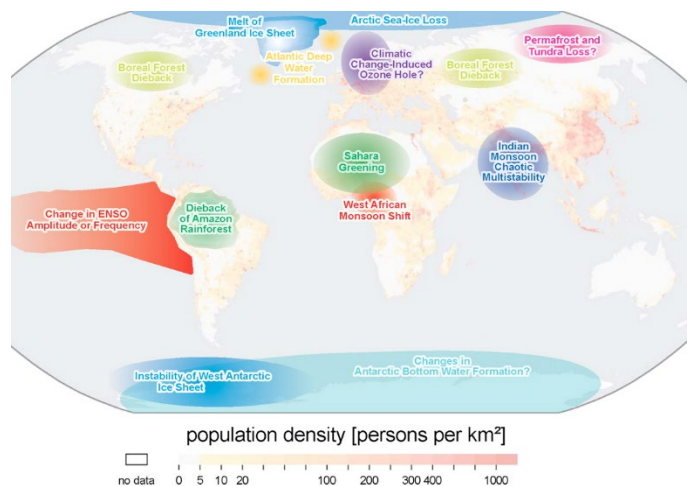 Melt of
Greenland Ice Sheet
Arctic Sea-Ice Loss
Atlantic Deep
Water
Formation
Boreal Forest
Dieback
Climatic
Change-Induced
Ozone Hole?
Boreal Forest
Dieback
Permafrost and
Tundra Loss?
Sahara
Greening
Indian
Monsoon
Chaotic
Multistability
West African
Monsoon Shift
Change in ENSO
Amplitude or Frequency
Dieback
of Amazon
Rainforest
Instability of West Antarctic
Ice Sheet
Changes in
Antarctic Bottom Water Formation?
population density [persons per km²]
no data
0 5 10 20 100 200 300 400 1000